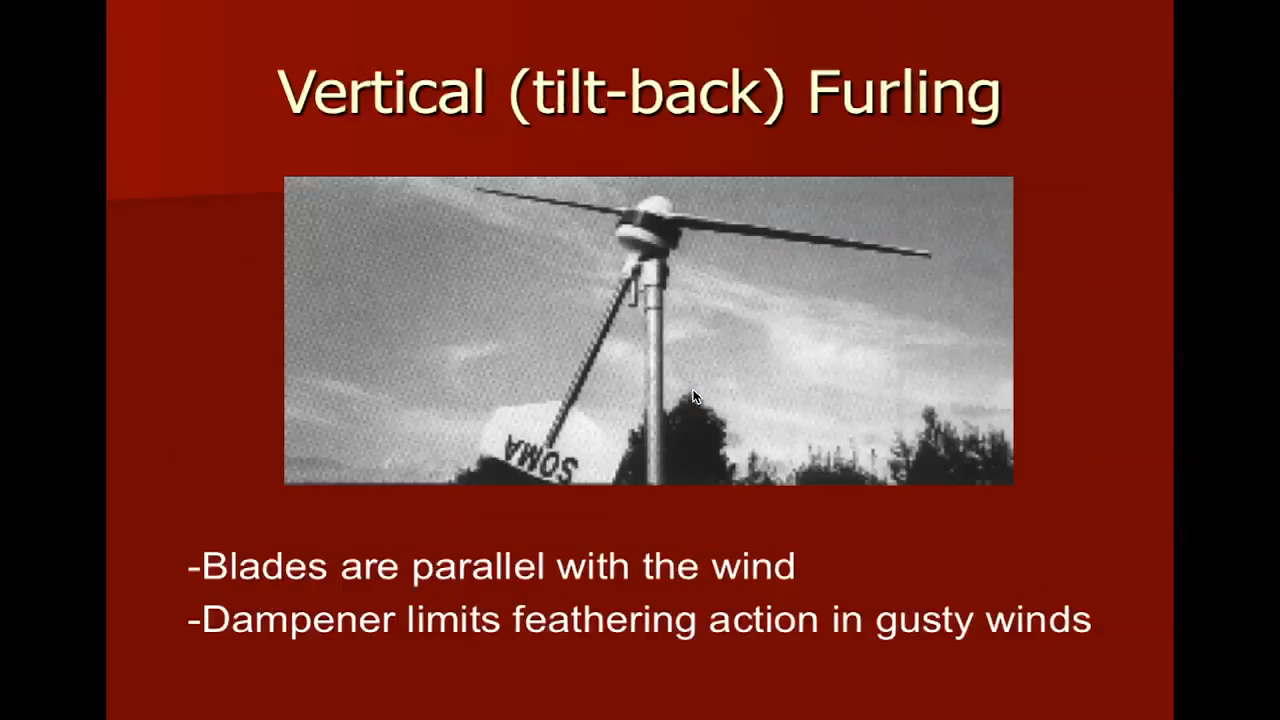 Vertical (tilt-back) Furling
SOMA
-Blades are parallel with the wind
-Dampener limits feathering action in gusty winds